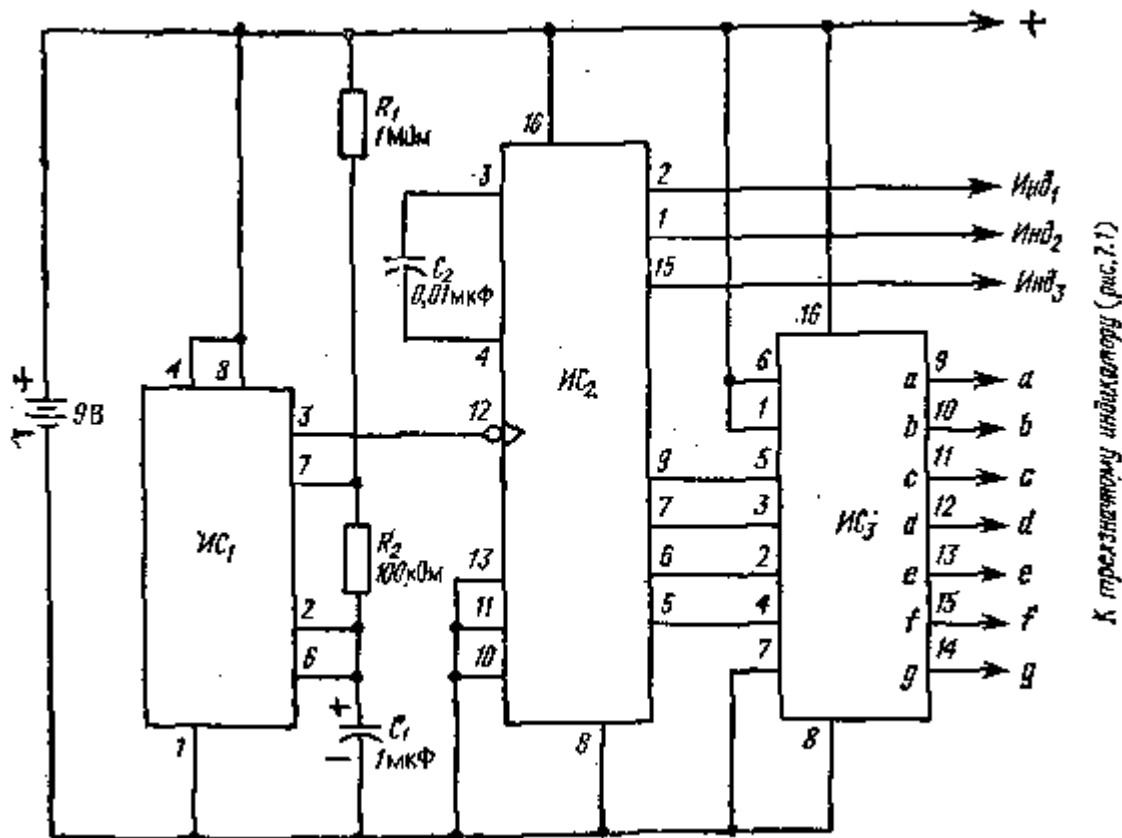 +
R₁
1МОм
16
3
2
Инд₁
1
Инд₂
15
Инд₃
C₂
0,01мкФ
4
16
ИС₂
+
9В
4 8
12
3
7
6
a 9 a
1
b 10 b
9
5
c 11 c
7
3
ИС₃
d 12 d
ИС₁
R₂
100кОм
13
6
2
e 13 e
2
11
5
4
f 15 f
6
10
7
g 14 g
+
C₁
1мкФ
−
1
8
8
К трехзначному индикатору (рис. 7.1)